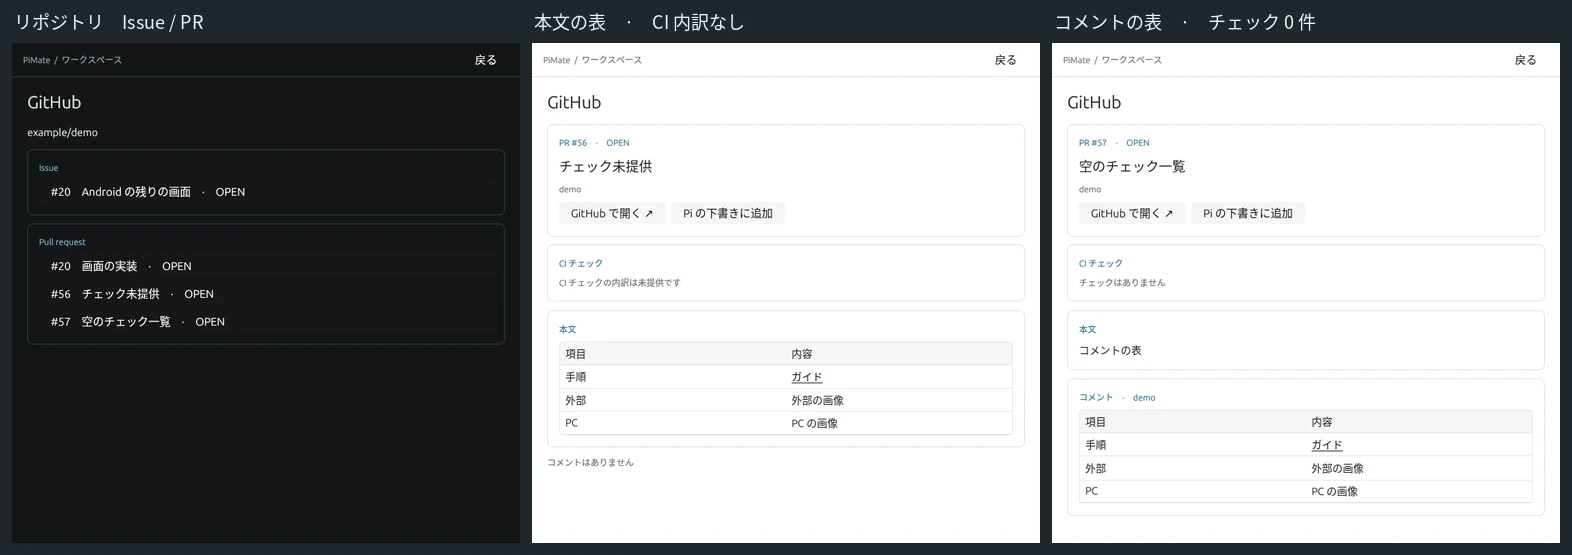 リポジトリ Issue / PR
PiMate / ワークスペース
戻る
GitHub
example/demo
Issue
#20 Android の残りの画面 · OPEN
Pull request
#20 画面の実装 · OPEN
#56 チェック未提供 · OPEN
#57 空のチェック一覧 · OPEN
本文の表 · CI 内訳なし
PiMate / ワークスペース
戻る
GitHub
PR #56 · OPEN
チェック未提供
demo
GitHub で開く ↗ Pi の下書きに追加
CI チェック
CI チェックの内訳は未提供です
本文
項目 内容
手順 ガイド
外部 外部の画像
PC PC の画像
コメントはありません
コメントの表 · チェック 0 件
PiMate / ワークスペース
戻る
GitHub
PR #57 · OPEN
空のチェック一覧
demo
GitHub で開く ↗ Pi の下書きに追加
CI チェック
チェックはありません
本文
コメントの表
コメント · demo
項目 内容
手順 ガイド
外部 外部の画像
PC PC の画像